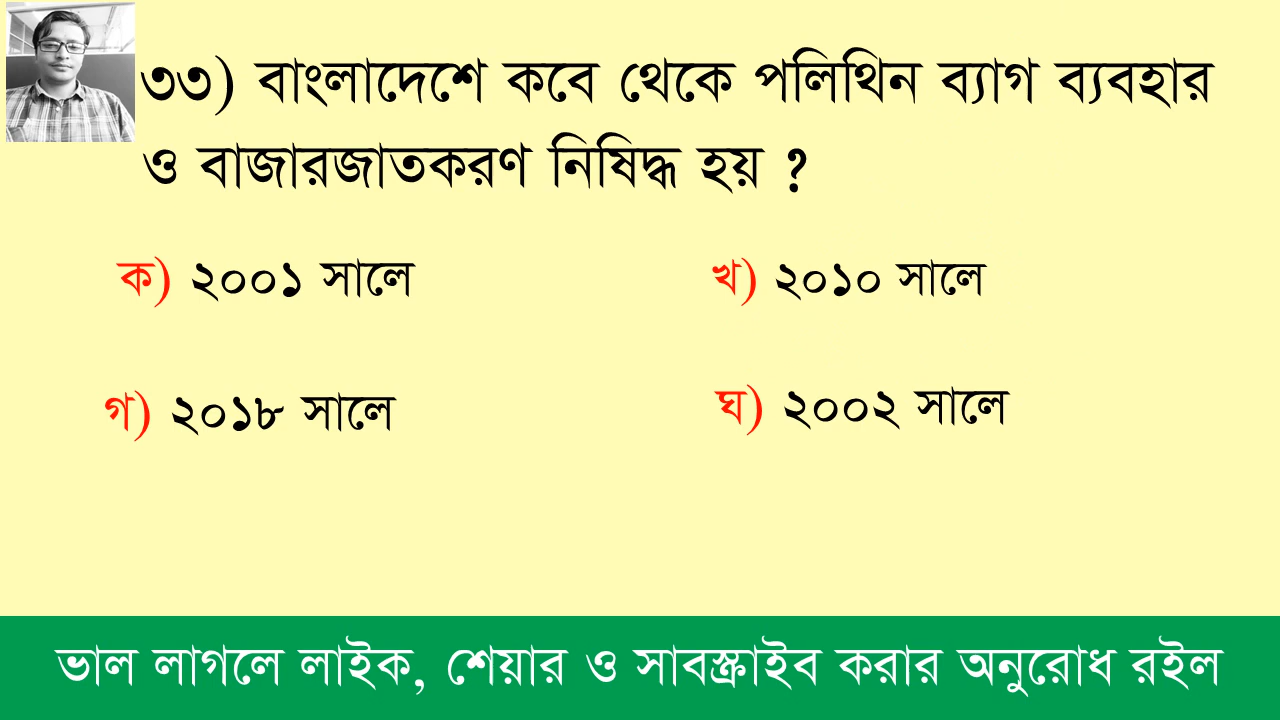 ৩৩) বাংলাদেশে কবে থেকে পলিথিন ব্যাগ ব্যবহার
ও বাজারজাতকরণ নিষিদ্ধ হয় ?
ক) ২০০১ সালে
খ) ২০১০ সালে
গ) ২০১৮ সালে
ঘ) ২০০২ সালে
ভাল লাগলে লাইক, শেয়ার ও সাবস্ক্রাইব করার অনুরোধ রইল